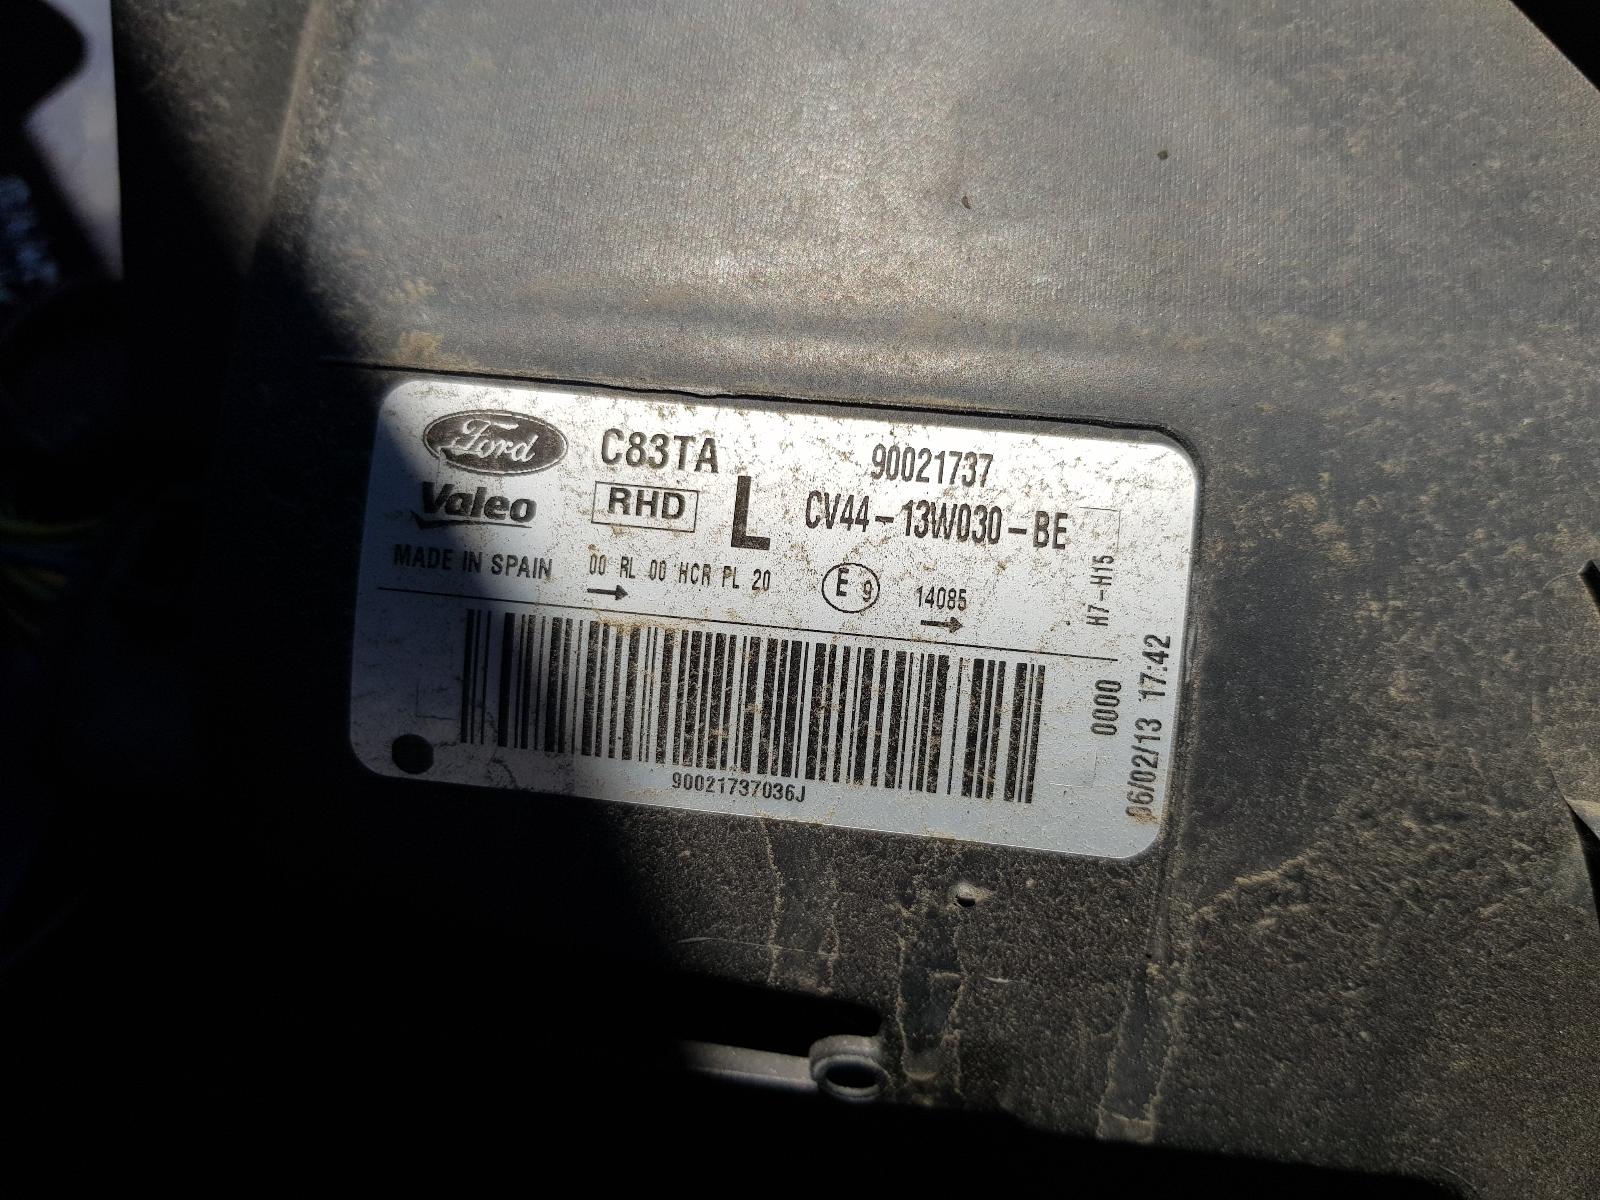 Ford C83TA 90021737
Valeo RHD L CV44-13W030-BE
MADE IN SPAIN 00 RL 00 HCR PL 20 E 9 14085
H7-H15
0000
06/02/13 17:42
90021737036J